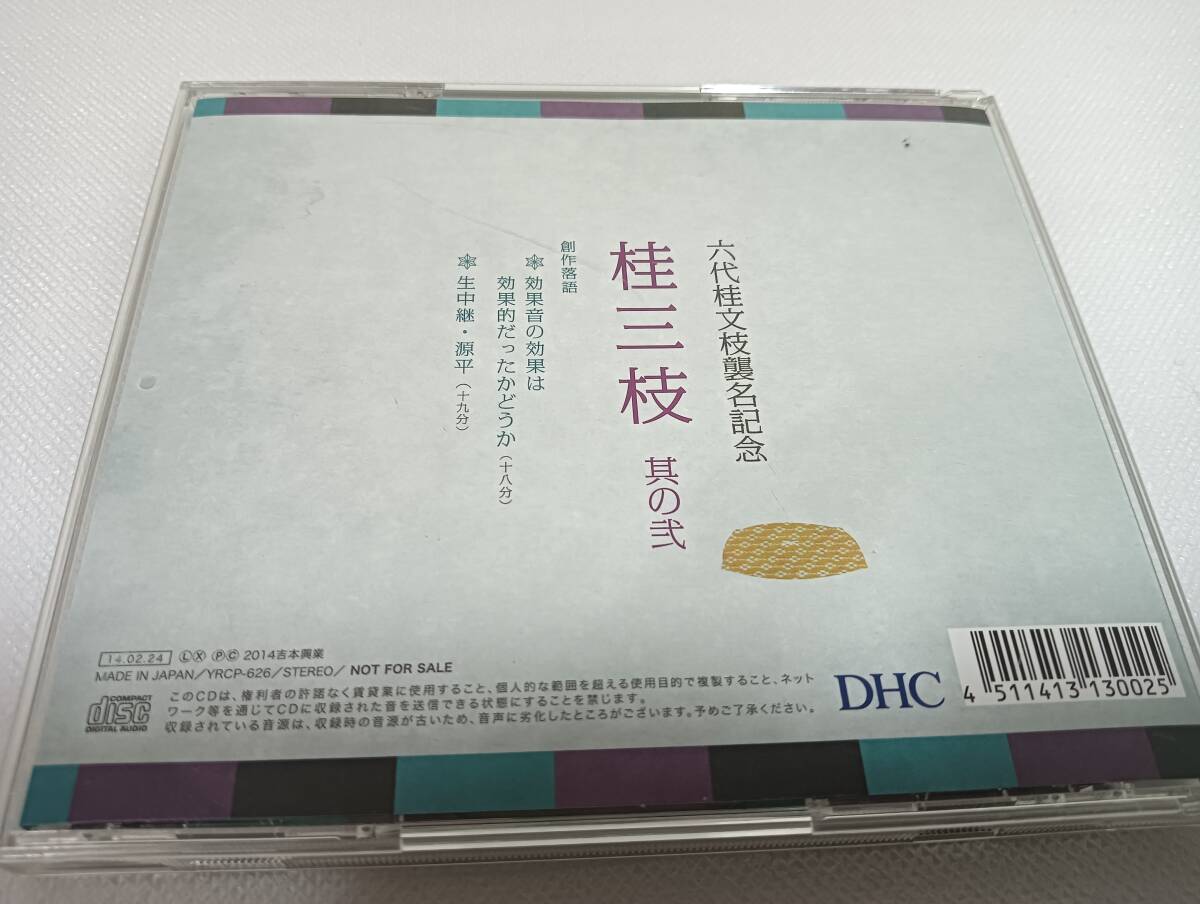 六代桂文枝襲名記念
桂三枝 其の弐
創作落語
効果音の効果は
効果的だったかどうか(十八分)
生中継・源平(十九分)
14.02.24 Ⓛ Ⓧ Ⓟ Ⓒ 2014吉本興業
MADE IN JAPAN/YRCP-626/STEREO/ NOT FOR SALE
COMPACT
disc
DIGITAL AUDIO
このCDは、権利者の許諾なく賃貸業に使用すること、個人的な範囲を超える使用目的で複製すること、ネット
ワーク等を通じてCDに収録された音を送信できる状態にすることを禁じます。
収録されている音源は、収録時の音源が古いため、音声に劣化したところがございます。予めご了承ください。
DHC
4 511413 130025